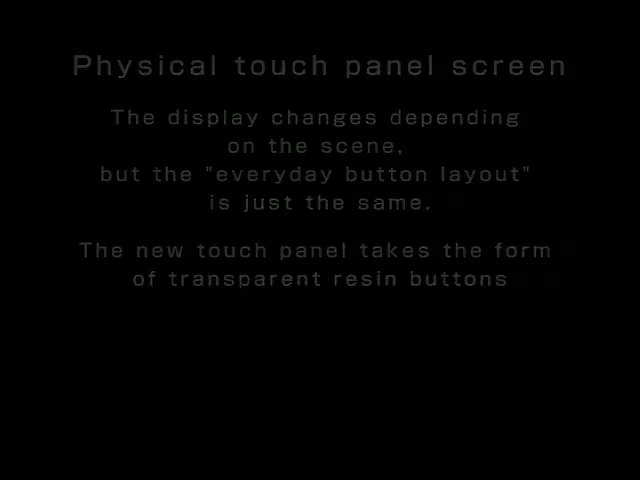 Physical touch panel screen
The display changes depending
on the scene,
but the "everyday button layout"
is just the same.
The new touch panel takes the form
of transparent resin buttons